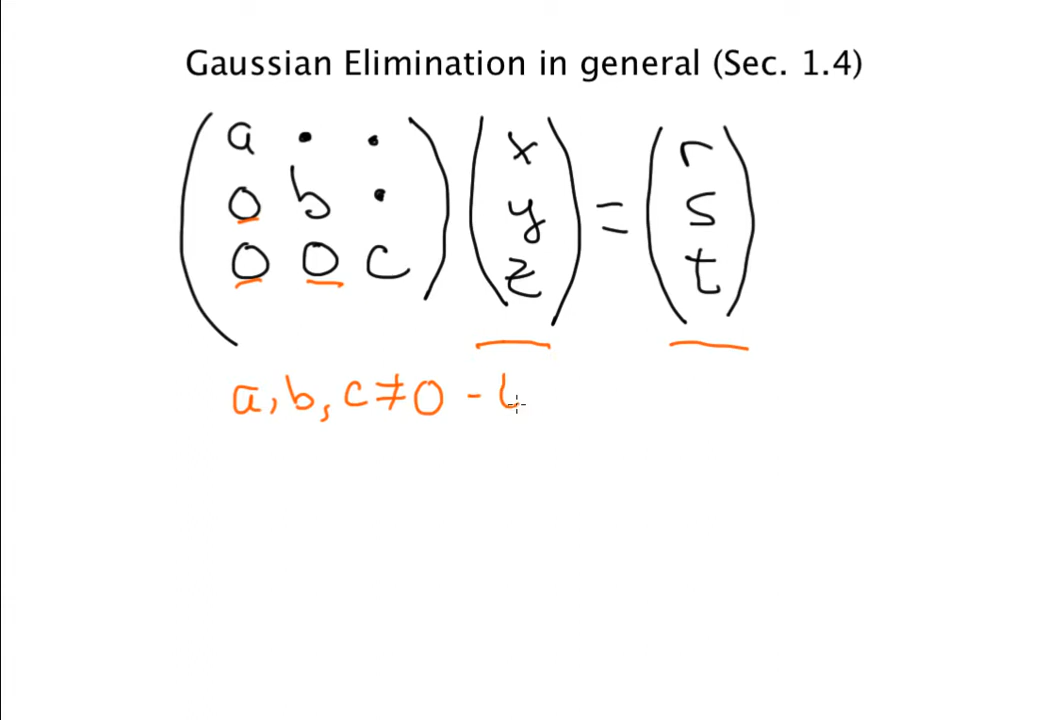 Gaussian Elimination in general (Sec. 1.4)
( a • • ) ( x ) = ( r )
( 0 b • ) ( y ) = ( s )
( 0 0 c ) ( z ) = ( t )
a, b, c ≠ 0 -